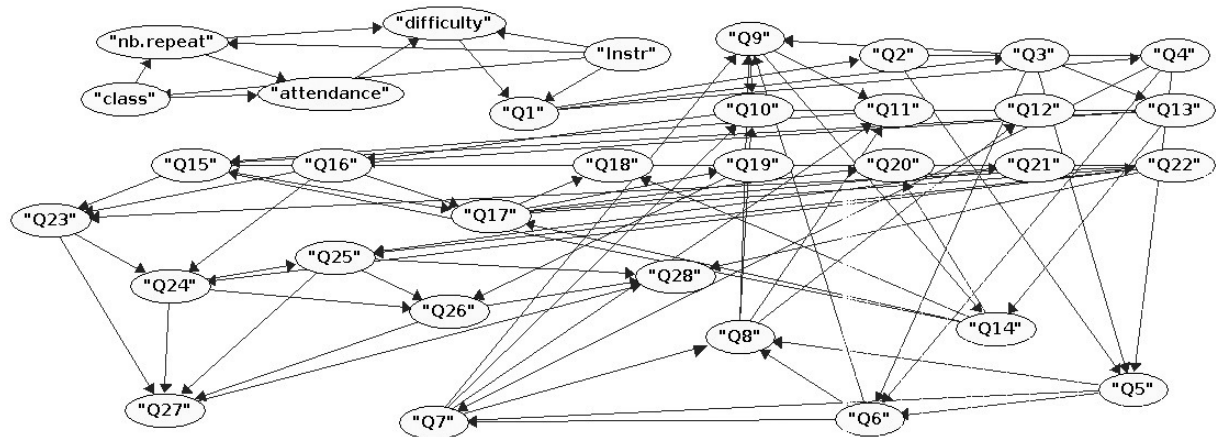 "difficulty"
"nb.repeat"
"Instr"
"class"
"attendance"
"Q1"
"Q9"
"Q2"
"Q3"
"Q4"
"Q10"
"Q11"
"Q12"
"Q13"
"Q15"
"Q16"
"Q18"
"Q19"
"Q20"
"Q21"
"Q22"
"Q23"
"Q17"
"Q25"
"Q24"
"Q28"
"Q26"
"Q14"
"Q8"
"Q5"
"Q27"
"Q7"
"Q6"